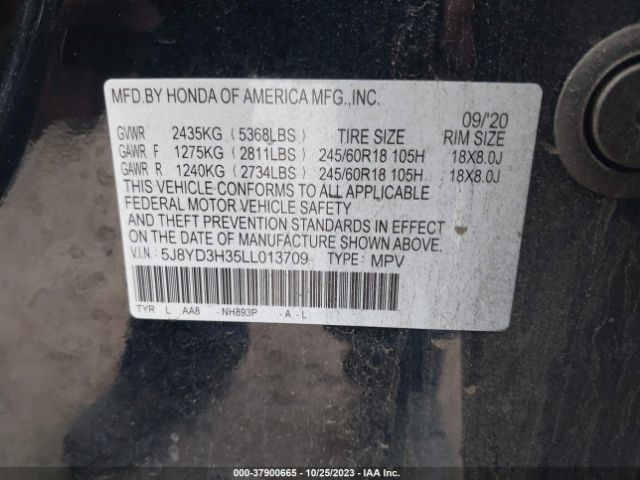 MFD.BY HONDA OF AMERICA MFG.,INC.
09/'20
GVWR 2435KG (5368LBS) TIRE SIZE RIM SIZE
GAWR F 1275KG (2811LBS) 245/60R18 105H 18X8.0J
GAWR R 1240KG (2734LBS) 245/60R18 105H 18X8.0J
THIS VEHICLE CONFORMS TO ALL APPLICABLE
FEDERAL MOTOR VEHICLE SAFETY
AND THEFT PREVENTION STANDARDS IN EFFECT
ON THE DATE OF MANUFACTURE SHOWN ABOVE.
V.I.N.: 5J8YD3H35LL013709 TYPE: MPV
TYR L AA8 -NH893P -A-L
000-37900665 - 10/25/2023 - IAA Inc.